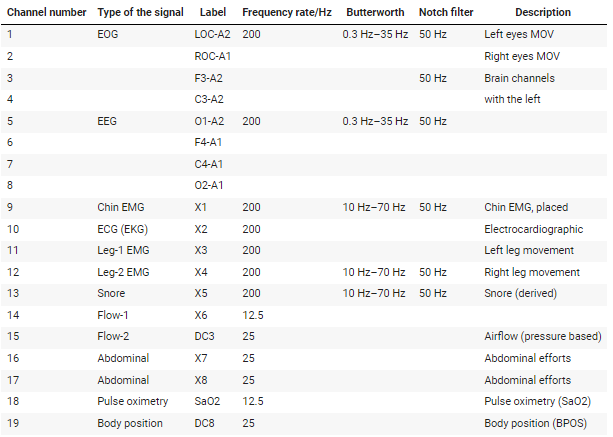 Channel number Type of the signal Label Frequency rate/Hz Butterworth Notch filter Description
1 EOG LOC-A2 200 0.3 Hz–35 Hz 50 Hz Left eyes MOV
2 ROC-A1 Right eyes MOV
3 F3-A2 50 Hz Brain channels
4 C3-A2 with the left
5 EEG O1-A2 200 0.3 Hz–35 Hz 50 Hz
6 F4-A1
7 C4-A1
8 O2-A1
9 Chin EMG X1 200 10 Hz–70 Hz 50 Hz Chin EMG, placed
10 ECG (EKG) X2 200 Electrocardiographic
11 Leg-1 EMG X3 200 Left leg movement
12 Leg-2 EMG X4 200 10 Hz–70 Hz 50 Hz Right leg movement
13 Snore X5 200 10 Hz–70 Hz 50 Hz Snore (derived)
14 Flow-1 X6 12.5
15 Flow-2 DC3 25 Airflow (pressure based)
16 Abdominal X7 25 Abdominal efforts
17 Abdominal X8 25 Abdominal efforts
18 Pulse oximetry SaO2 12.5 Pulse oximetry (SaO2)
19 Body position DC8 25 Body position (BPOS)